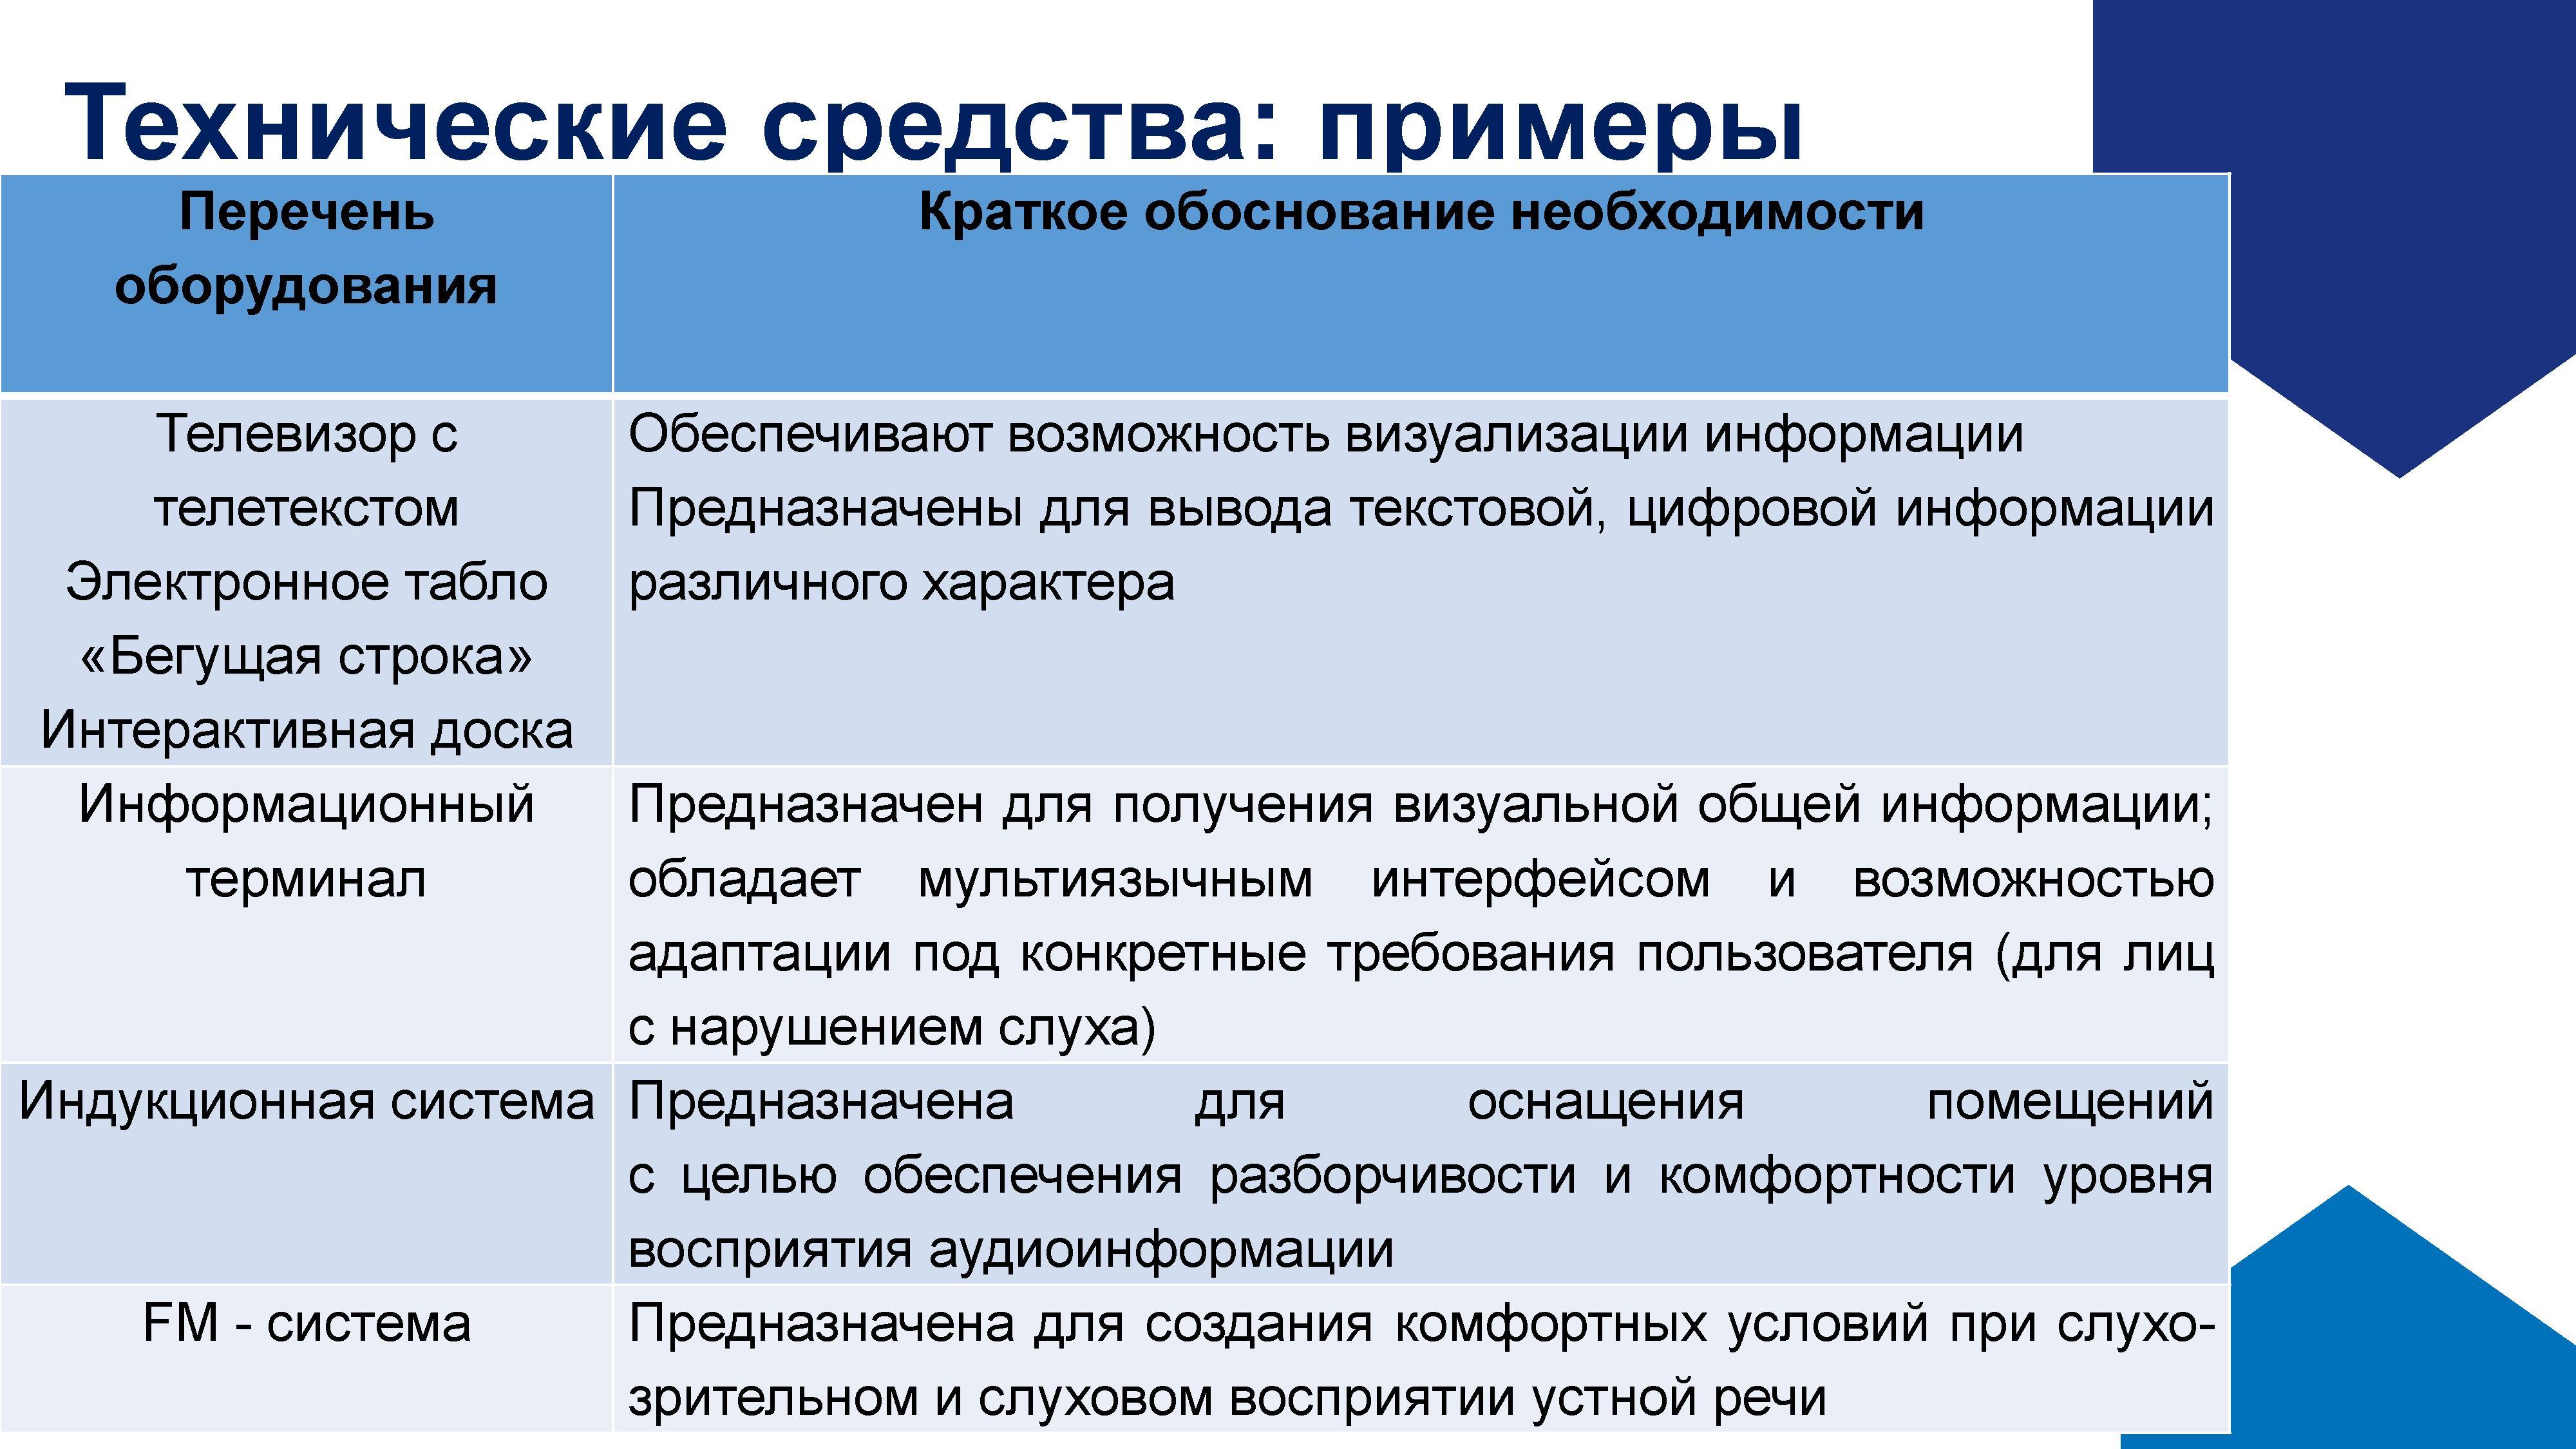 Технические средства: примеры
Перечень
оборудования
Краткое обоснование необходимости
Телевизор с
телетекстом
Электронное табло
«Бегущая строка»
Интерактивная доска
Обеспечивают возможность визуализации информации
Предназначены для вывода текстовой, цифровой информации
различного характера
Информационный
терминал
Предназначен для получения визуальной общей информации;
обладает мультиязычным интерфейсом и возможностью
адаптации под конкретные требования пользователя (для лиц
с нарушением слуха)
Индукционная система
Предназначена для оснащения помещений
с целью обеспечения разборчивости и комфортности уровня
восприятия аудиоинформации
FM - система
Предназначена для создания комфортных условий при слухо-
зрительном и слуховом восприятии устной речи